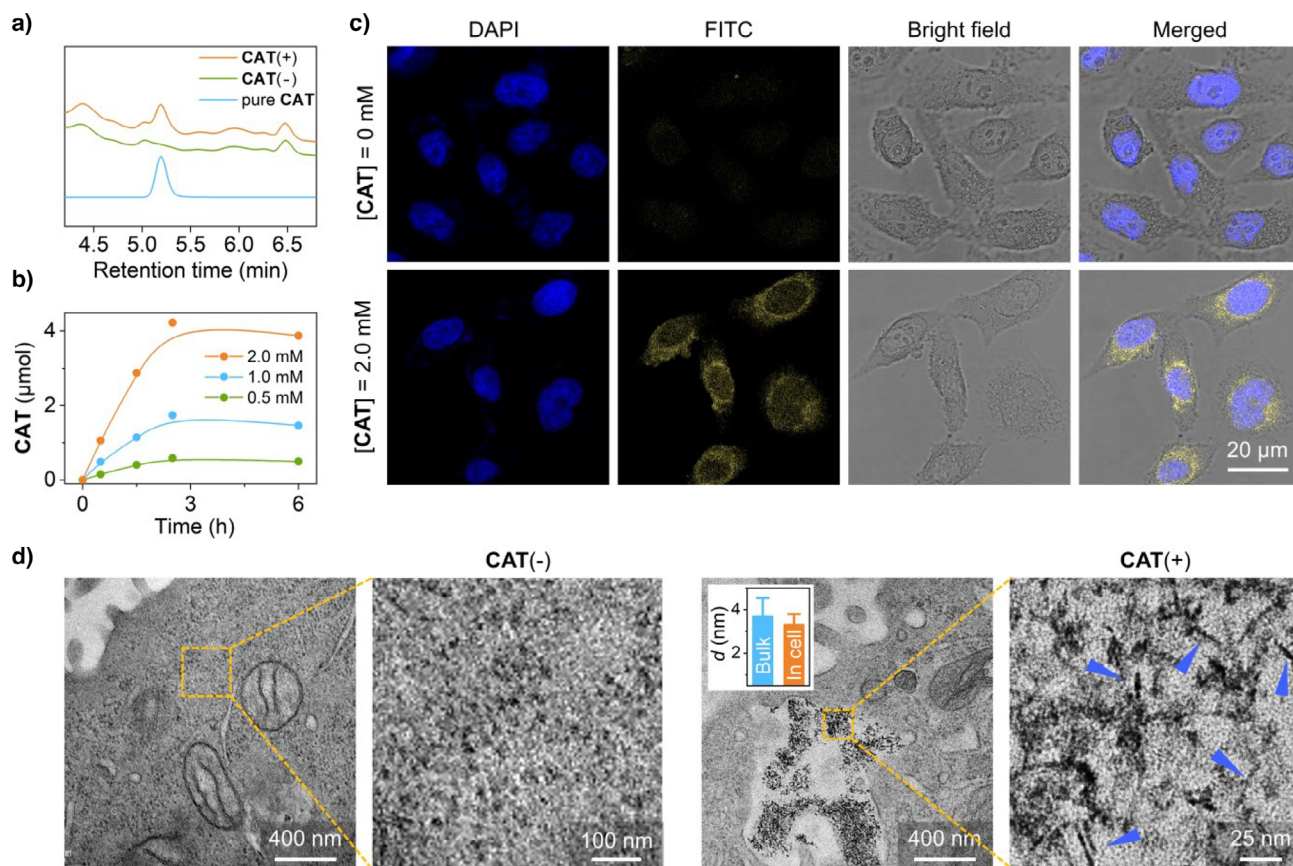 a)
CAT(+)
CAT(-)
pure CAT
4.5 5.0 5.5 6.0 6.5
Retention time (min)
b)
4
2
0
CAT (μmol)
2.0 mM
1.0 mM
0.5 mM
0 3 6
Time (h)
c)
DAPI FITC Bright field Merged
[CAT] = 0 mM
[CAT] = 2.0 mM
20 μm
d)
CAT(-)
400 nm
100 nm
CAT(+)
4
2
d (nm)
Bulk
In cell
400 nm
25 nm